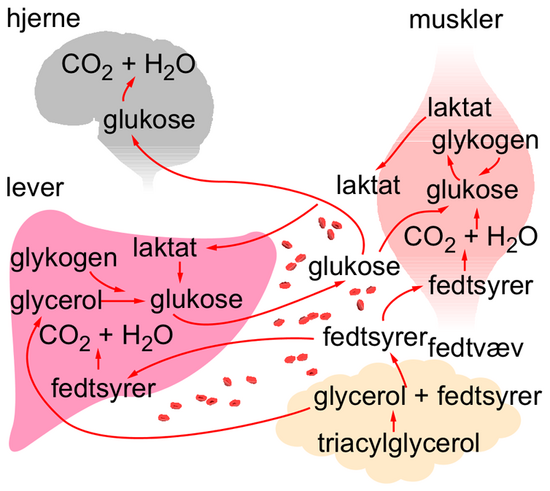 hjerne
CO2 + H2O
glukose
muskler
laktat
glykogen
glukose
CO2 + H2O
fedtsyrer
laktat
glukose
lever
laktat
glykogen
glycerol
glukose
CO2 + H2O
fedtsyrer
fedtsyrer
fedtvæv
glycerol + fedtsyrer
triacylglycerol